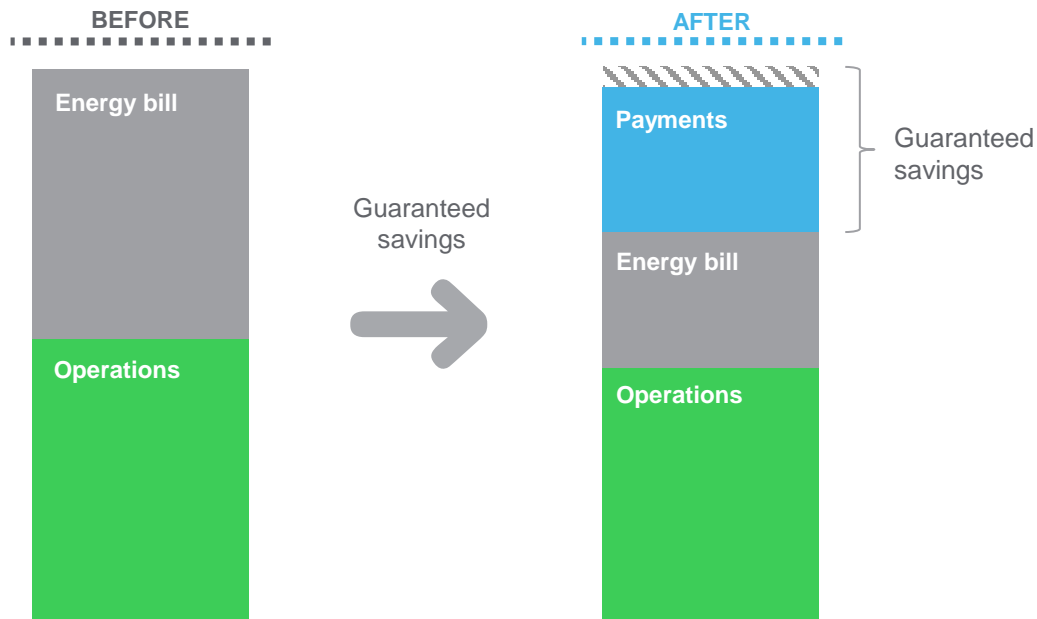 BEFORE
Energy bill
Operations
Guaranteed
savings
AFTER
Payments
Energy bill
Operations
Guaranteed
savings